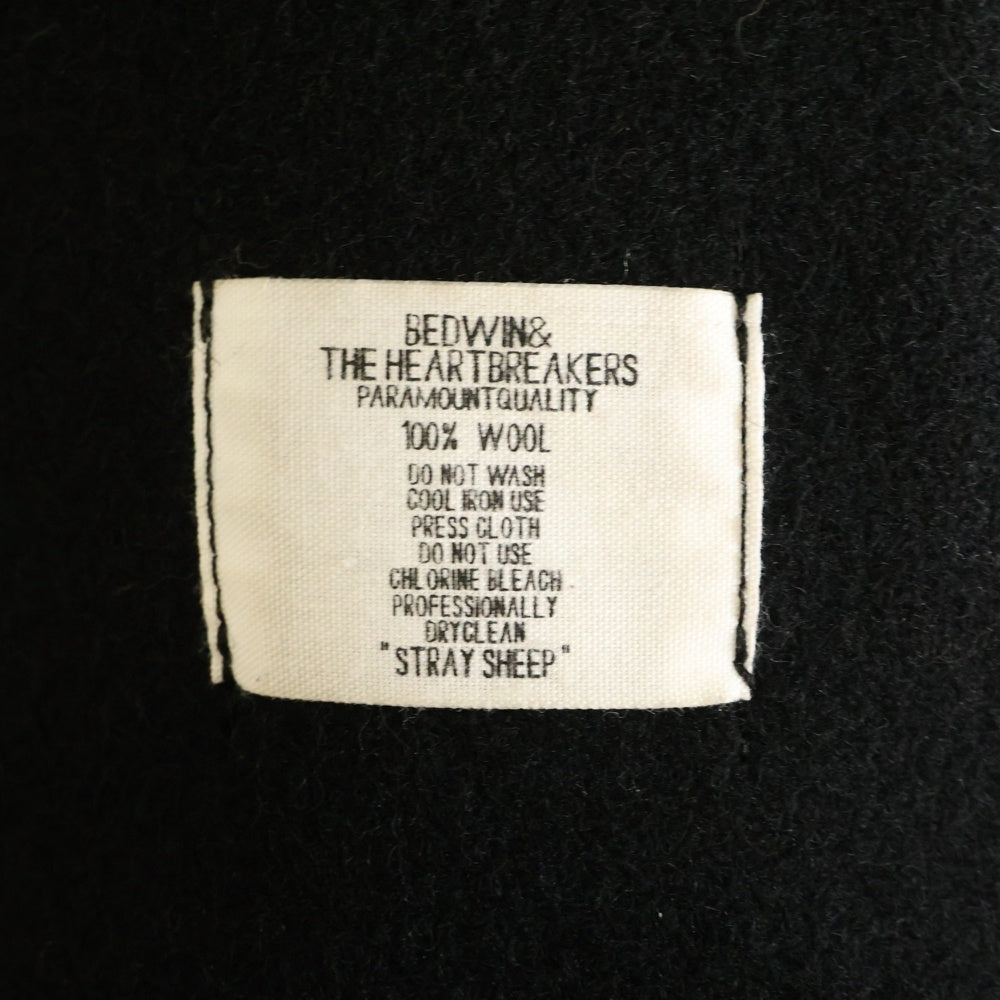 BEDWIN&
THE HEARTBREAKERS
PARAMOUNTQUALITY
100% WOOL
DO NOT WASH
COOL IRON USE
PRESS CLOTH
DO NOT USE
CHLORINE BLEACH
PROFESSIONALLY
DRYCLEAN
"STRAY SHEEP"